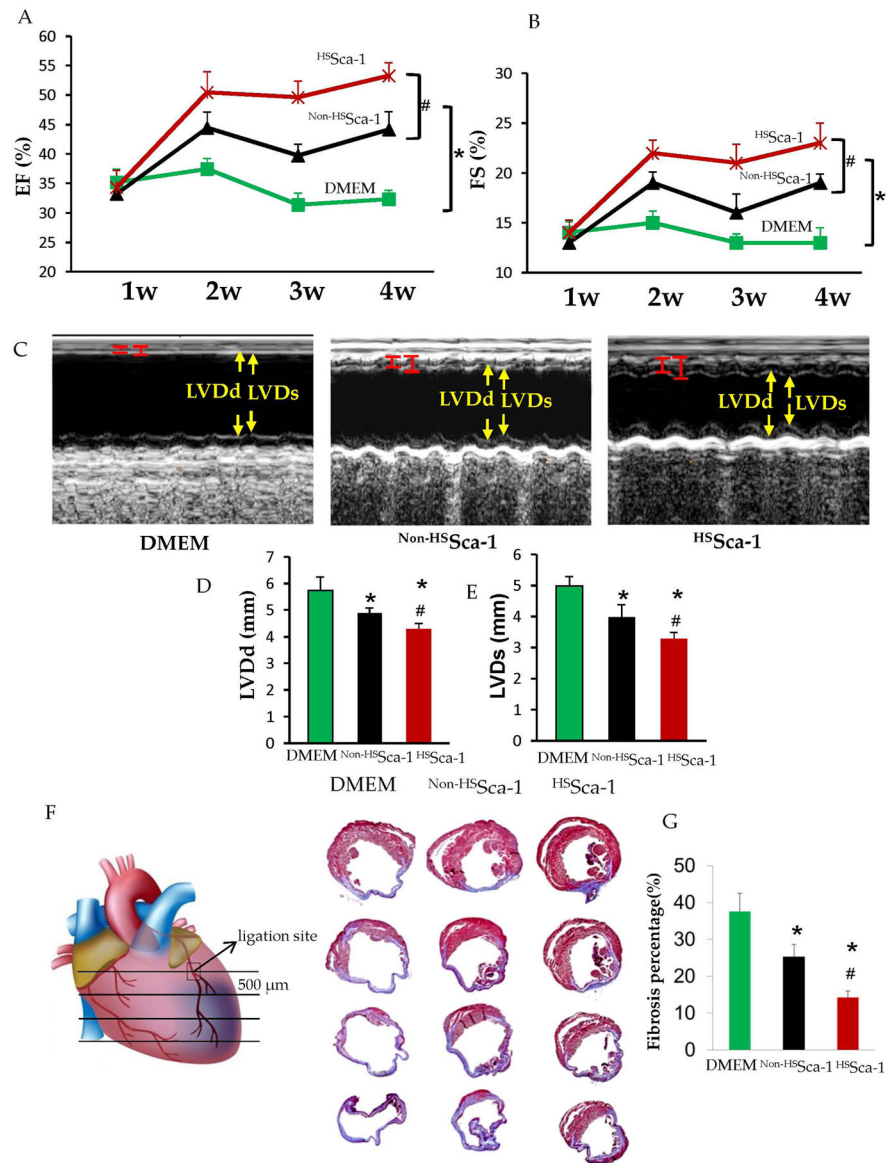 A
EF (%)
60
55
50
45
40
35
30
25
20
1w 2w 3w 4w
HSSca-1
Non-HSSca-1
DMEM
#
*
B
FS (%)
30
25
20
15
10
1w 2w 3w 4w
HSSca-1
Non-HSSca-1
DMEM
#
*
C
LVDd LVDs
LVDd LVDs
LVDd LVDs
DMEM
Non-HSSca-1
HSSca-1
D
LVDd (mm)
7
6
5
4
3
2
1
0
*
*
#
DMEM Non-HSSca-1 HSSca-1
E
LVDs (mm)
6
5
4
3
2
1
0
*
*
#
DMEM Non-HSSca-1 HSSca-1
F
DMEM Non-HSSca-1 HSSca-1
ligation site
500 μm
G
Fibrosis percentage(%)
50
40
30
20
10
0
*
*
#
DMEM Non-HSSca-1 HSSca-1